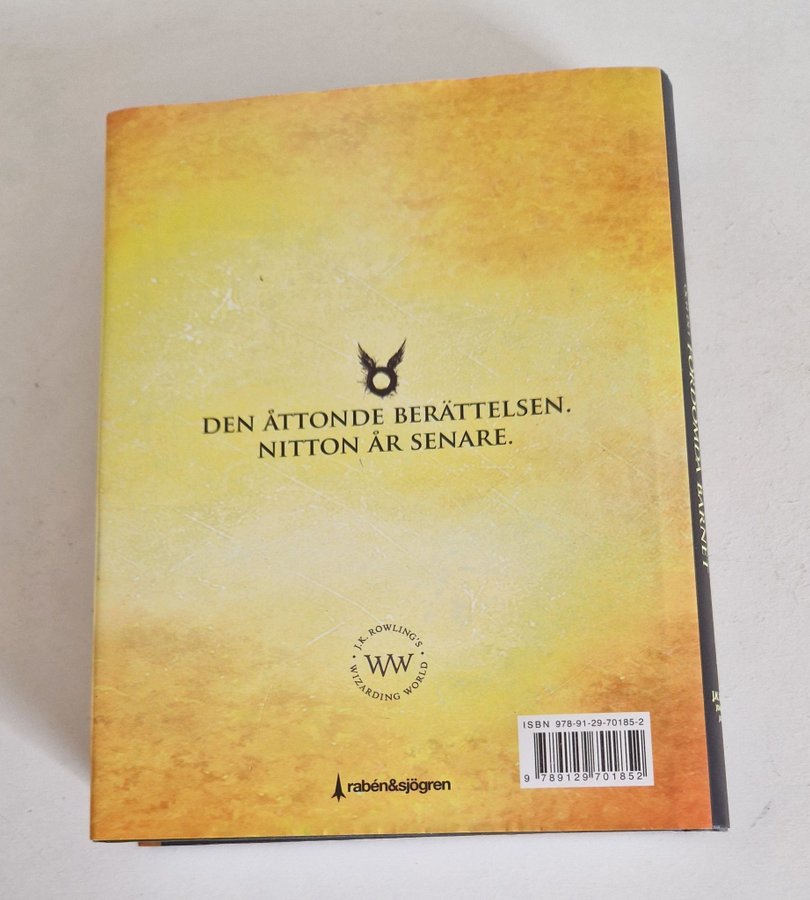 DEN ÅTTONDE BERÄTTELSEN.
NITTON ÅR SENARE.
J.K. ROWLING'S
WW
WIZARDING WORLD
ISBN 978-91-29-70185-2
9 789129 701852
rabén&sjögren
FÖRDÖMDA BARNET